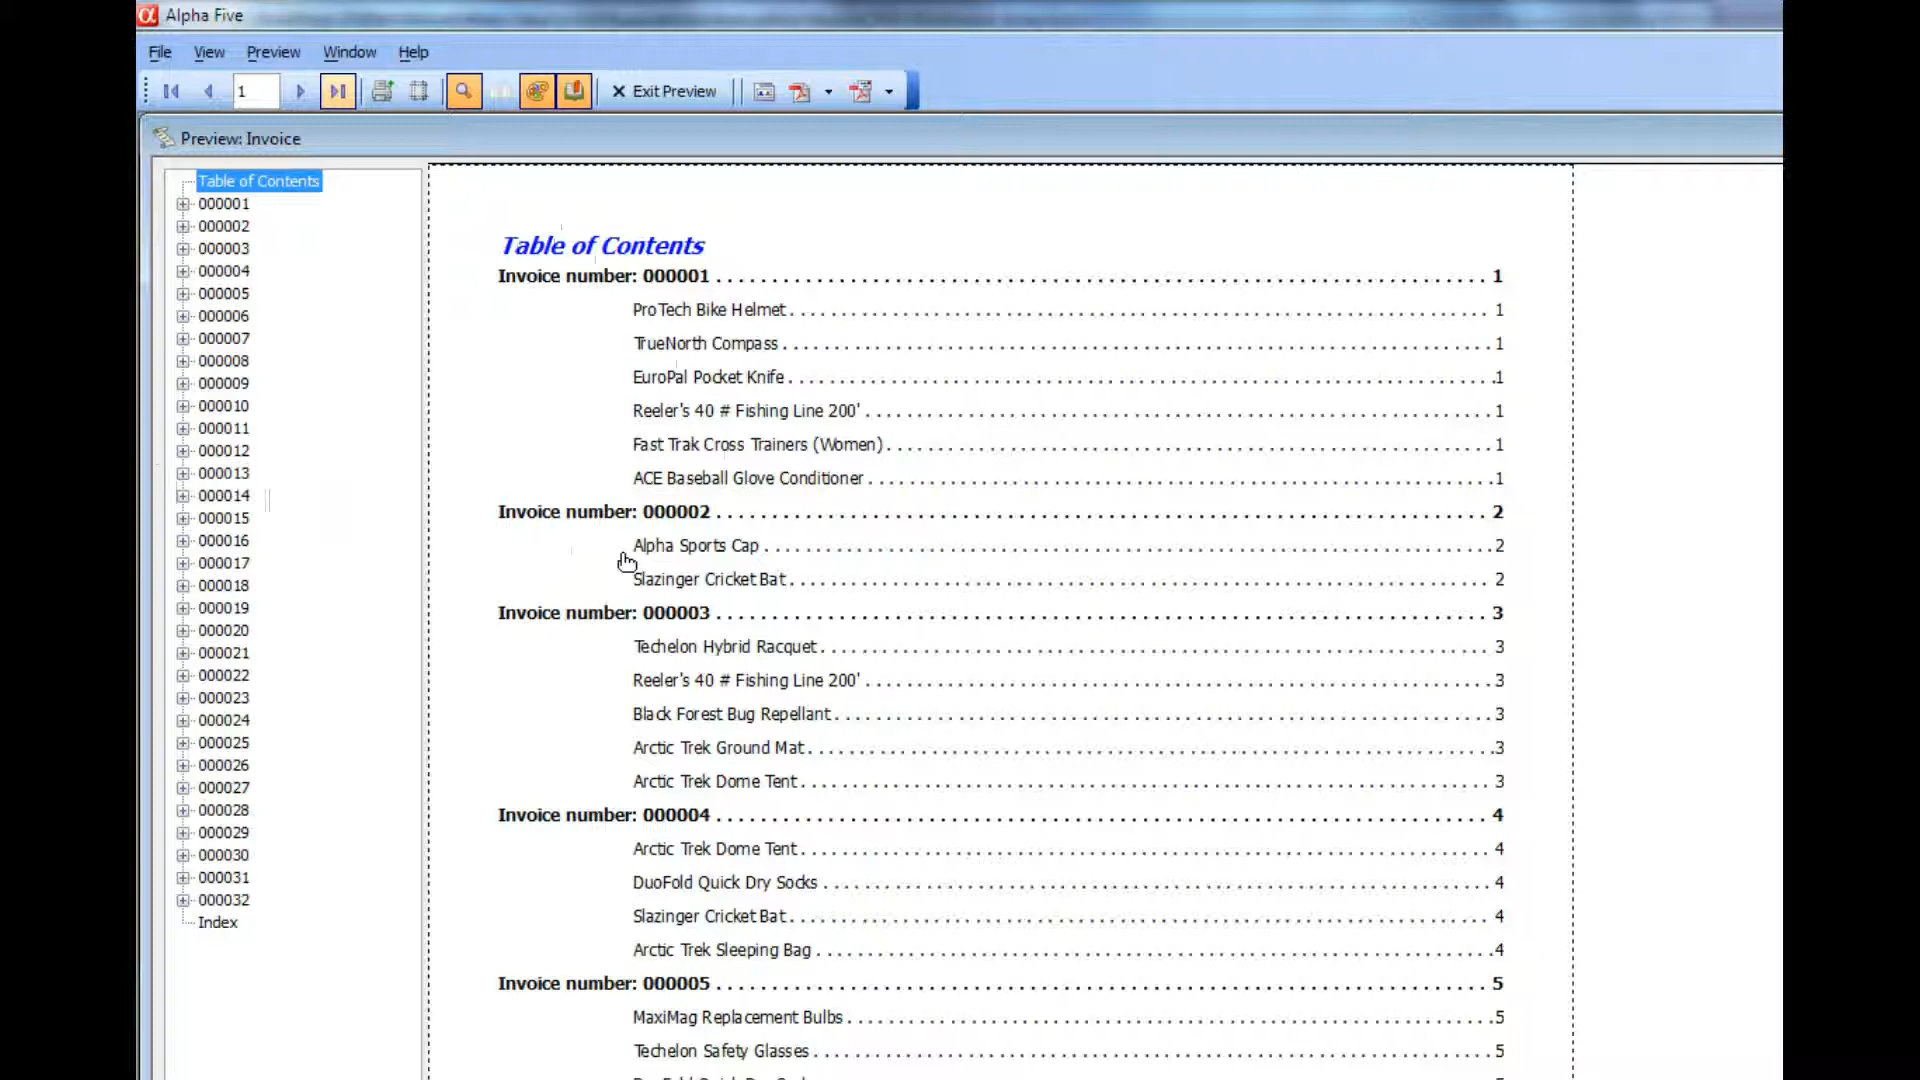 Alpha Five
File View Preview Window Help
1 Exit Preview
Preview: Invoice
Table of Contents
000001
000002
000003
000004
000005
000006
000007
000008
000009
000010
000011
000012
000013
000014
000015
000016
000017
000018
000019
000020
000021
000022
000023
000024
000025
000026
000027
000028
000029
000030
000031
000032
Index
Table of Contents
Invoice number: 000001 . . . . . . . . . . 1
ProTech Bike Helmet . . . . . . . . . . 1
TrueNorth Compass . . . . . . . . . . 1
EuroPal Pocket Knife . . . . . . . . . . 1
Reeler's 40 # Fishing Line 200' . . . . . . . . . . 1
Fast Trak Cross Trainers (Women) . . . . . . . . . . 1
ACE Baseball Glove Conditioner . . . . . . . . . . 1
Invoice number: 000002 . . . . . . . . . . 2
Alpha Sports Cap . . . . . . . . . . 2
Slazinger Cricket Bat . . . . . . . . . . 2
Invoice number: 000003 . . . . . . . . . . 3
Techelon Hybrid Racquet . . . . . . . . . . 3
Reeler's 40 # Fishing Line 200' . . . . . . . . . . 3
Black Forest Bug Repellant . . . . . . . . . . 3
Arctic Trek Ground Mat . . . . . . . . . . 3
Arctic Trek Dome Tent . . . . . . . . . . 3
Invoice number: 000004 . . . . . . . . . . 4
Arctic Trek Dome Tent . . . . . . . . . . 4
DuoFold Quick Dry Socks . . . . . . . . . . 4
Slazinger Cricket Bat . . . . . . . . . . 4
Arctic Trek Sleeping Bag . . . . . . . . . . 4
Invoice number: 000005 . . . . . . . . . . 5
MaxiMag Replacement Bulbs . . . . . . . . . . 5
Techelon Safety Glasses . . . . . . . . . . 5